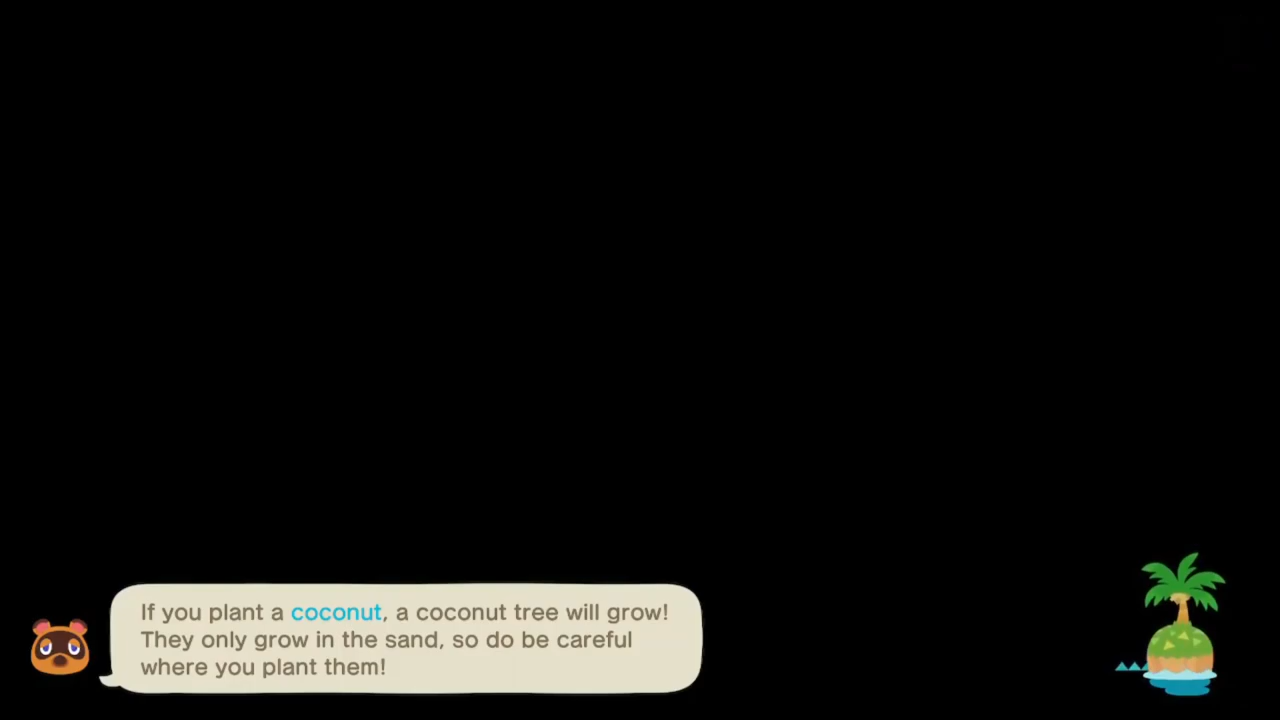 If you plant a coconut, a coconut tree will grow!
They only grow in the sand, so do be careful
where you plant them!